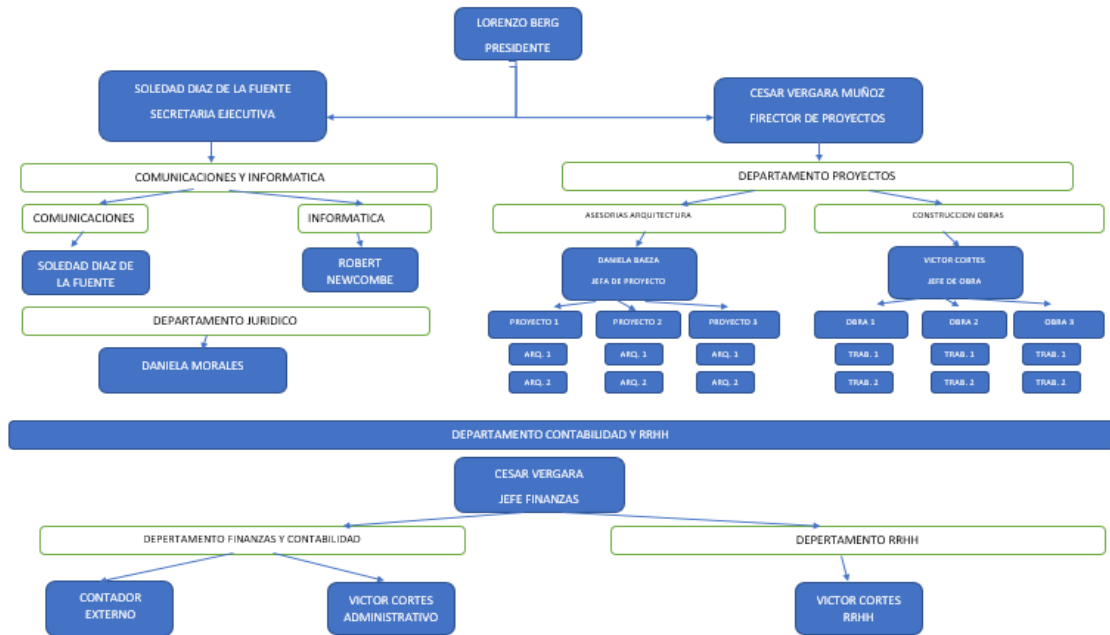 LORENZO BERG
PRESIDENTE
SOLEDAD DIAZ DE LA FUENTE
SECRETARIA EJECUTIVA
CESAR VERGARA MUÑOZ
FIRECTOR DE PROYECTOS
COMUNICACIONES Y INFORMATICA
COMUNICACIONES
INFORMATICA
SOLEDAD DIAZ DE
LA FUENTE
ROBERT
NEWCOMBE
DEPARTAMENTO JURIDICO
DANIELA MORALES
DEPARTAMENTO PROYECTOS
ASESORIAS ARQUITECTURA
CONSTRUCCION OBRAS
DANIELA BAEZA
JEFA DE PROYECTO
VICTOR CORTES
JEFE DE OBRA
PROYECTO 1
PROYECTO 2
PROYECTO 3
OBRA 1
OBRA 2
OBRA 3
ARQ. 1
ARQ. 1
ARQ. 1
TRAB. 1
TRAB. 1
TRAB. 1
ARQ. 2
ARQ. 2
ARQ. 2
TRAB. 2
TRAB. 2
TRAB. 2
DEPARTAMENTO CONTABILIDAD Y RRHH
CESAR VERGARA
JEFE FINANZAS
DEPERTAMENTO FINANZAS Y CONTABILIDAD
DEPERTAMENTO RRHH
CONTADOR
EXTERNO
VICTOR CORTES
ADMINISTRATIVO
VICTOR CORTES
RRHH